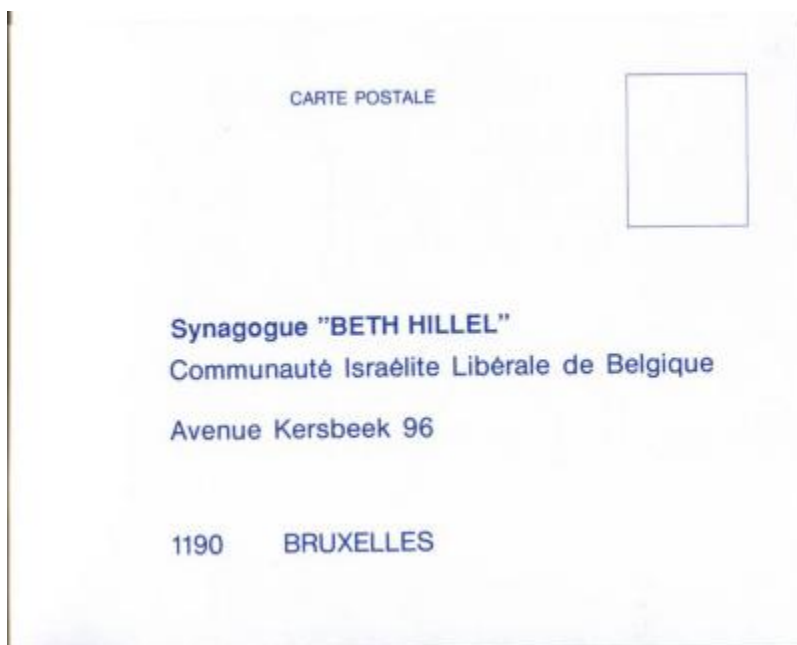 CARTE POSTALE
Synagogue "BETH HILLEL"
Communauté Israélite Libérale de Belgique
Avenue Kersbeek 96
1190 BRUXELLES